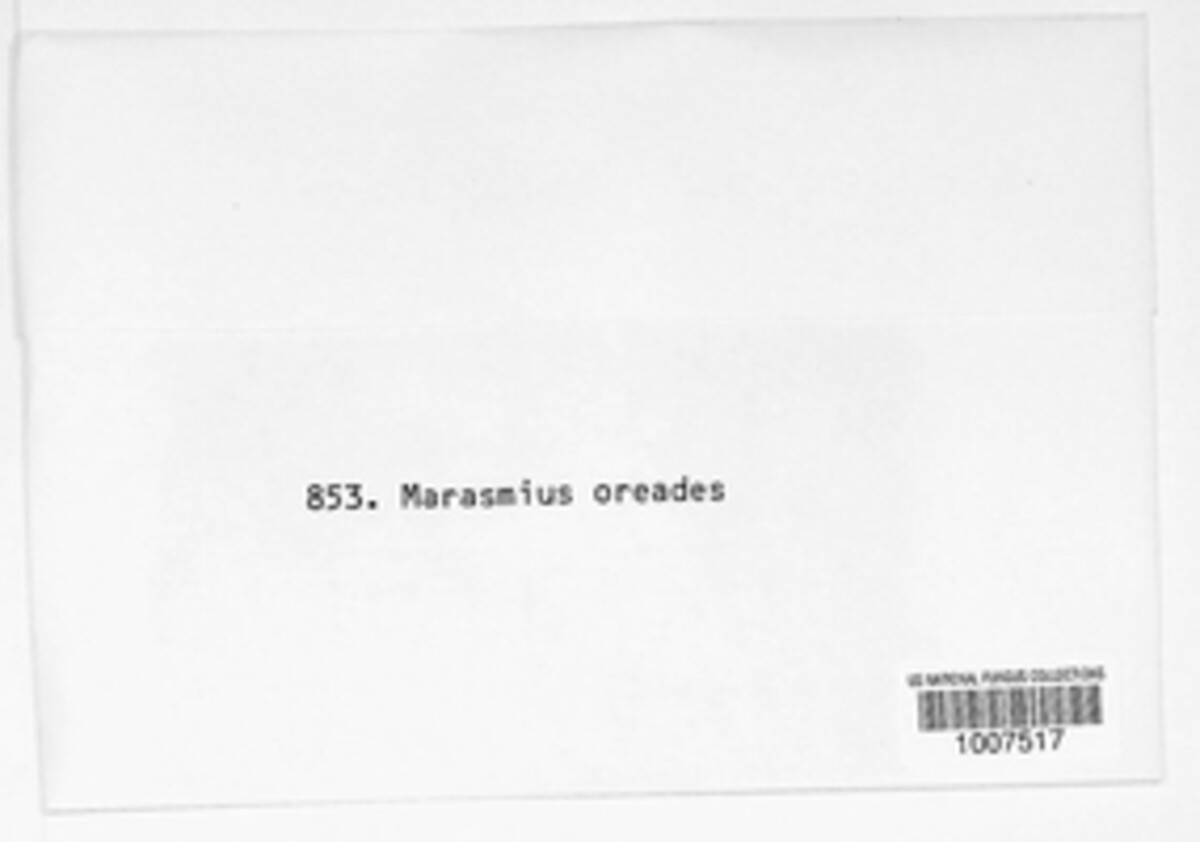 853. Marasmius oreades
US NATIONAL FUNGUS COLLECTIONS
1007517